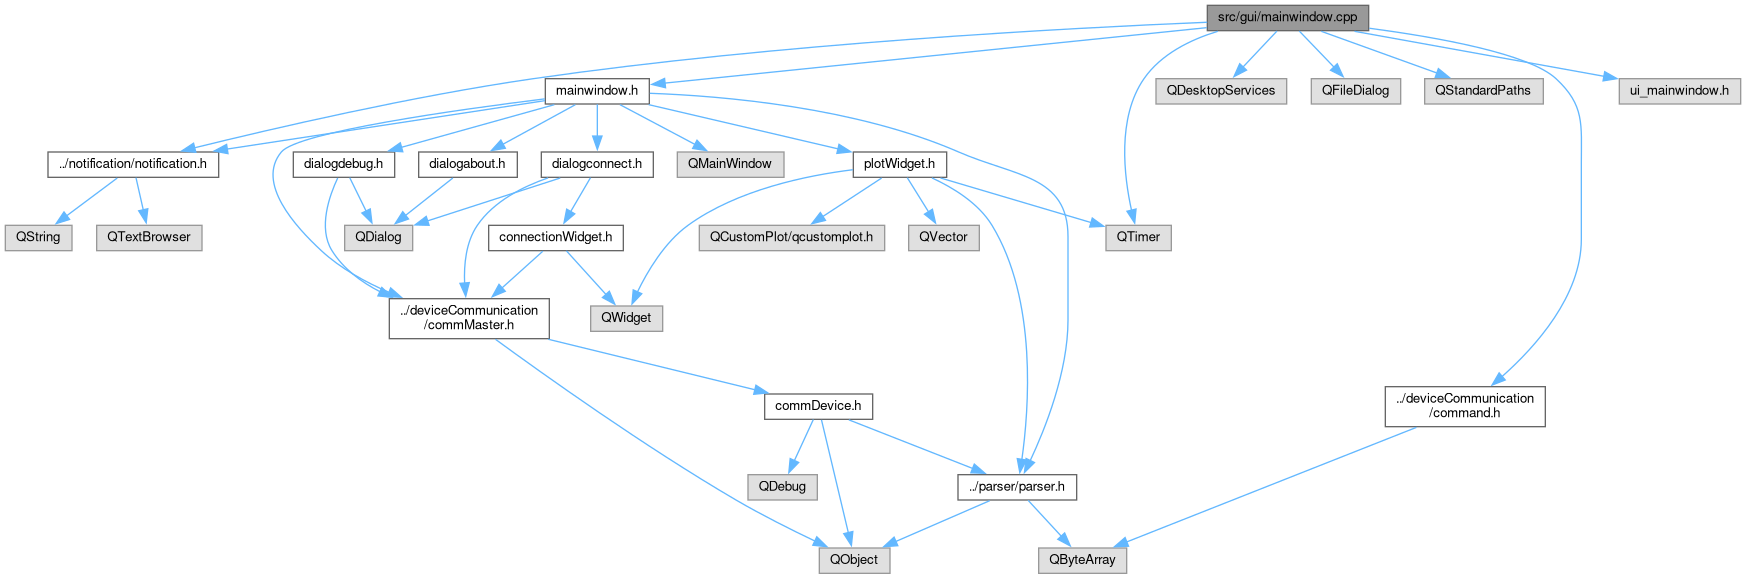 src/gui/mainwindow.cpp
mainwindow.h
QDesktopServices
QFileDialog
QStandardPaths
ui_mainwindow.h
../notification/notification.h
dialogdebug.h
dialogabout.h
dialogconnect.h
QMainWindow
plotWidget.h
QString
QTextBrowser
QDialog
connectionWidget.h
QCustomPlot/qcustomplot.h
QVector
QTimer
../deviceCommunication
/commMaster.h
QWidget
commDevice.h
../deviceCommunication
/command.h
QDebug
../parser/parser.h
QObject
QByteArray